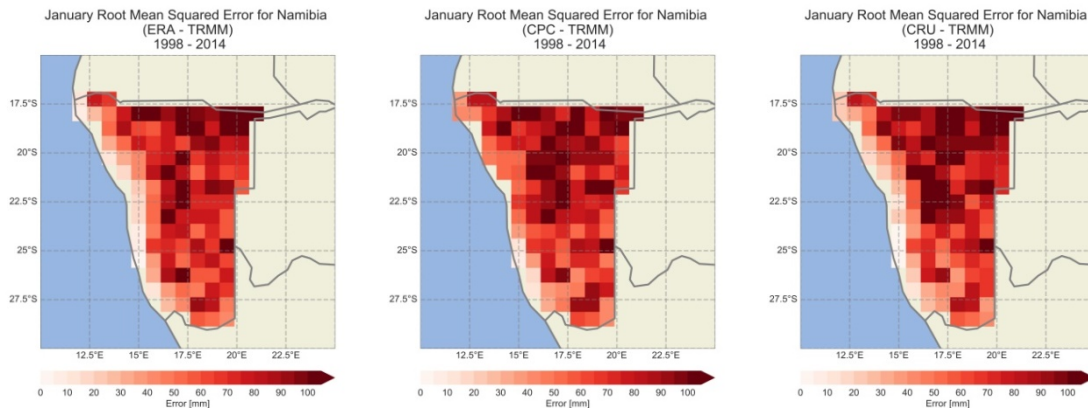 January Root Mean Squared Error for Namibia
(ERA - TRMM)
1998 - 2014
17.5°S
20°S
22.5°S
25°S
27.5°S
12.5°E 15°E 17.5°E 20°E 22.5°E
0 10 20 30 40 50 60 70 80 90 100
Error [mm]
January Root Mean Squared Error for Namibia
(CPC - TRMM)
1998 - 2014
17.5°S
20°S
22.5°S
25°S
27.5°S
12.5°E 15°E 17.5°E 20°E 22.5°E
0 10 20 30 40 50 60 70 80 90 100
Error [mm]
January Root Mean Squared Error for Namibia
(CRU - TRMM)
1998 - 2014
17.5°S
20°S
22.5°S
25°S
27.5°S
12.5°E 15°E 17.5°E 20°E 22.5°E
0 10 20 30 40 50 60 70 80 90 100
Error [mm]